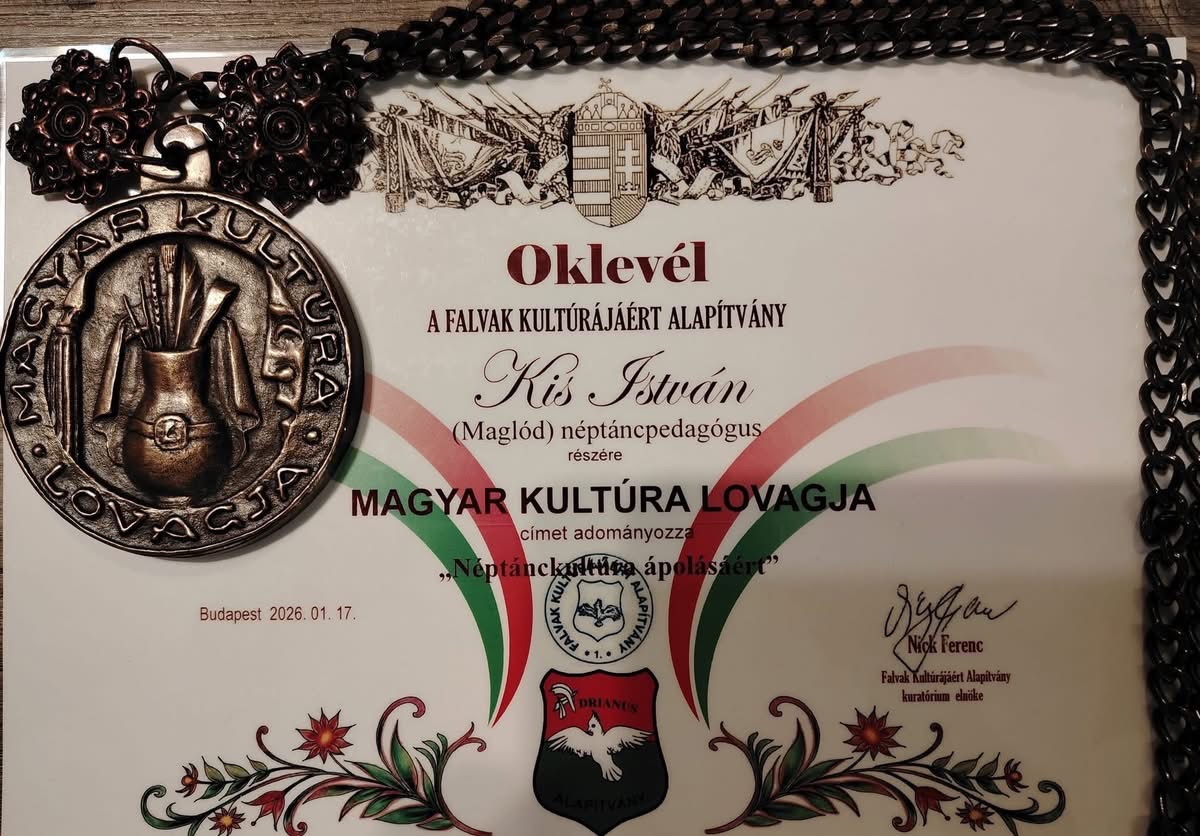 MAGYAR KULTÚRA
LOVAGJA
Oklevél
A FALVAK KULTÚRÁJÁÉRT ALAPÍTVÁNY
Kis István
(Maglód) néptáncpedagógus
részére
MAGYAR KULTÚRA LOVAGJA
címet adományozza
„Néptánckultúra ápolásáért”
FALVAK KULTÚRÁJÁÉRT ALAPÍTVÁNY
1.
Budapest 2026. 01. 17.
Nick Ferenc
Falvak Kultúrájáért Alapítvány
kuratórium elnöke
ADRIANUS
ALAPÍTVÁNY